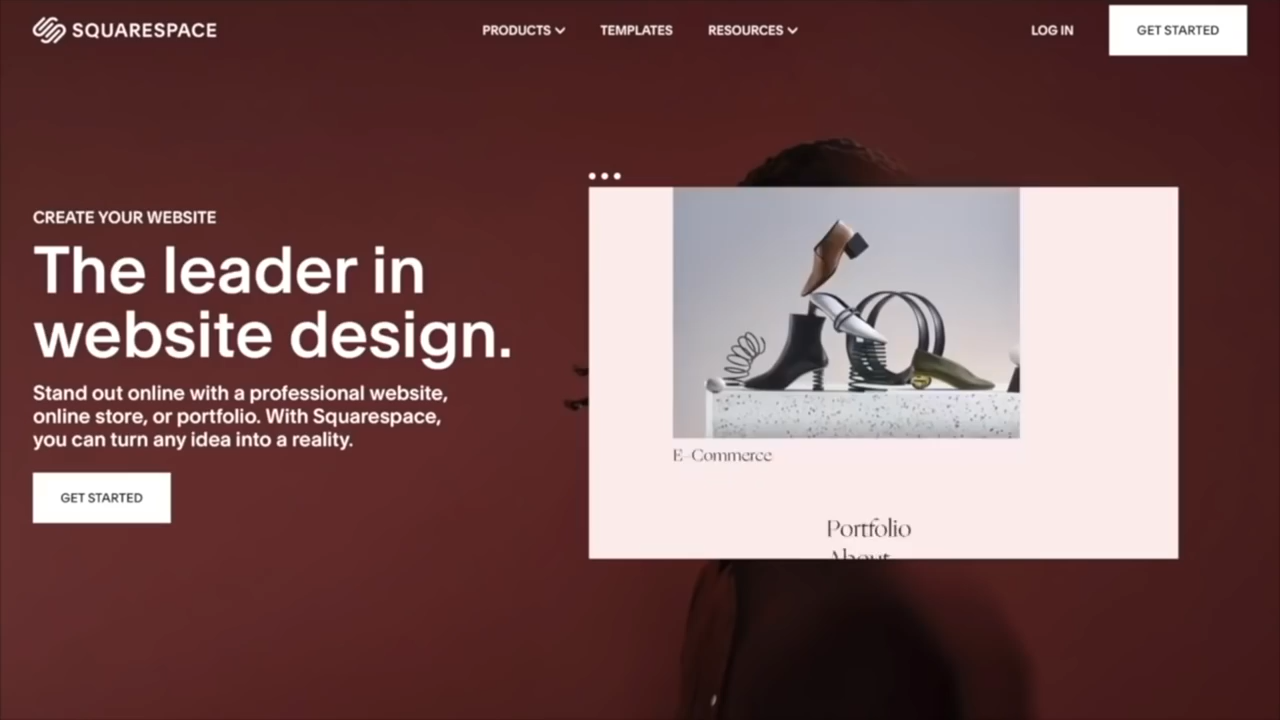 SQUARESPACE
PRODUCTS
TEMPLATES
RESOURCES
LOG IN
GET STARTED
CREATE YOUR WEBSITE
The leader in
website design.
Stand out online with a professional website,
online store, or portfolio. With Squarespace,
you can turn any idea into a reality.
GET STARTED
E-Commerce
Portfolio
About